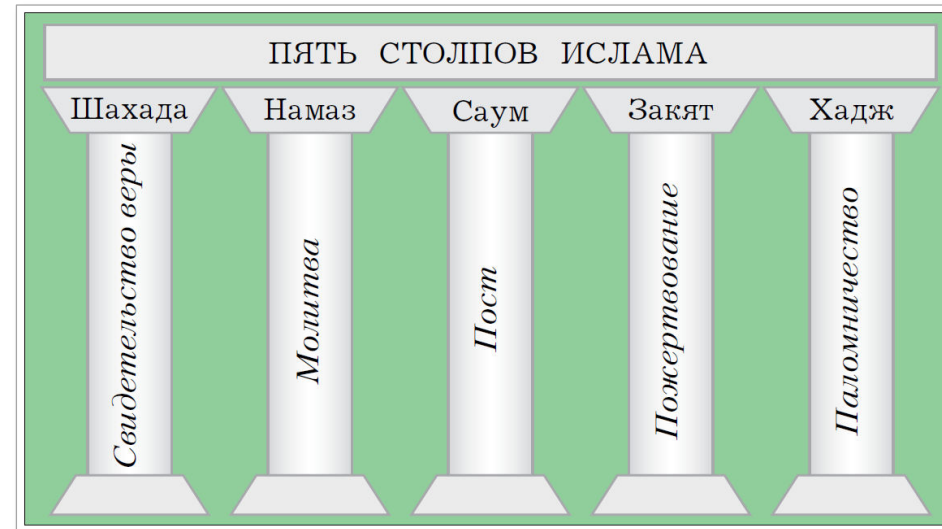 ПЯТЬ СТОЛПОВ ИСЛАМА
Шахада
Намаз
Саум
Закят
Хадж
Свидетельство веры
Молитва
Пост
Пожертвование
Паломничество